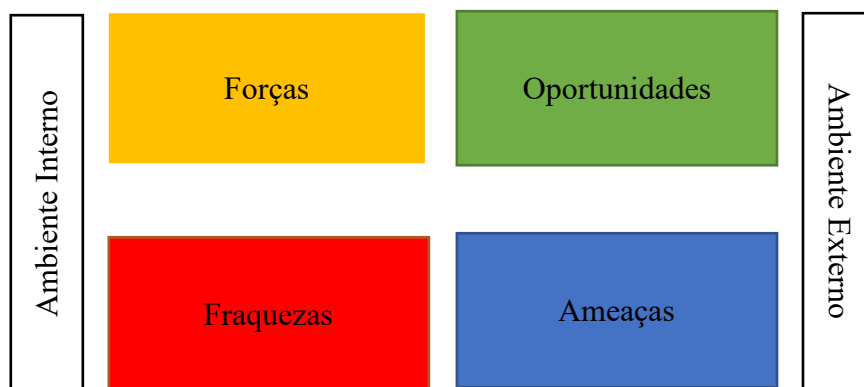 Ambiente Interno
Forças
Oportunidades
Fraquezas
Ameaças
Ambiente Externo